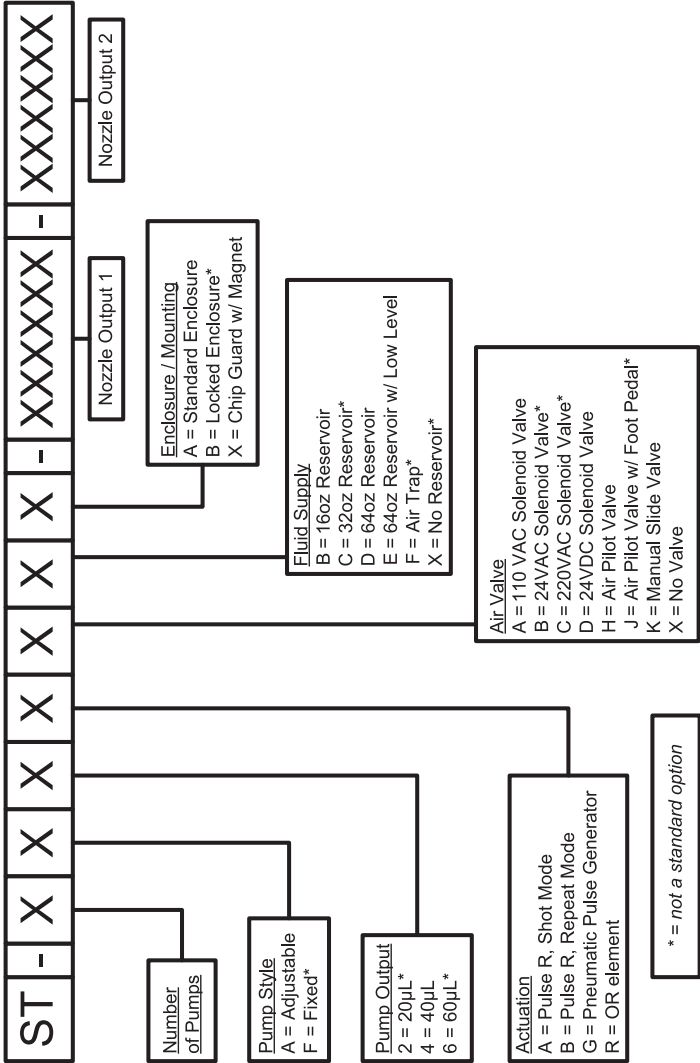 ST - X X X X X X X - XXXXXX - XXXXXX
Number
of Pumps
Pump Style
A = Adjustable
F = Fixed*
Pump Output
2 = 20µL*
4 = 40µL
6 = 60µL*
Actuation
A = Pulse R, Shot Mode
B = Pulse R, Repeat Mode
G = Pneumatic Pulse Generator
R = OR element
Air Valve
A = 110 VAC Solenoid Valve
B = 24VAC Solenoid Valve*
C = 220VAC Solenoid Valve*
D = 24VDC Solenoid Valve
H = Air Pilot Valve
J = Air Pilot Valve w/ Foot Pedal*
K = Manual Slide Valve
X = No Valve
Fluid Supply
B = 16oz Reservoir
C = 32oz Reservoir*
D = 64oz Reservoir
E = 64oz Reservoir w/ Low Level
F = Air Trap*
X = No Reservoir*
Enclosure / Mounting
A = Standard Enclosure
B = Locked Enclosure*
X = Chip Guard w/ Magnet
Nozzle Output 1
Nozzle Output 2
* = not a standard option